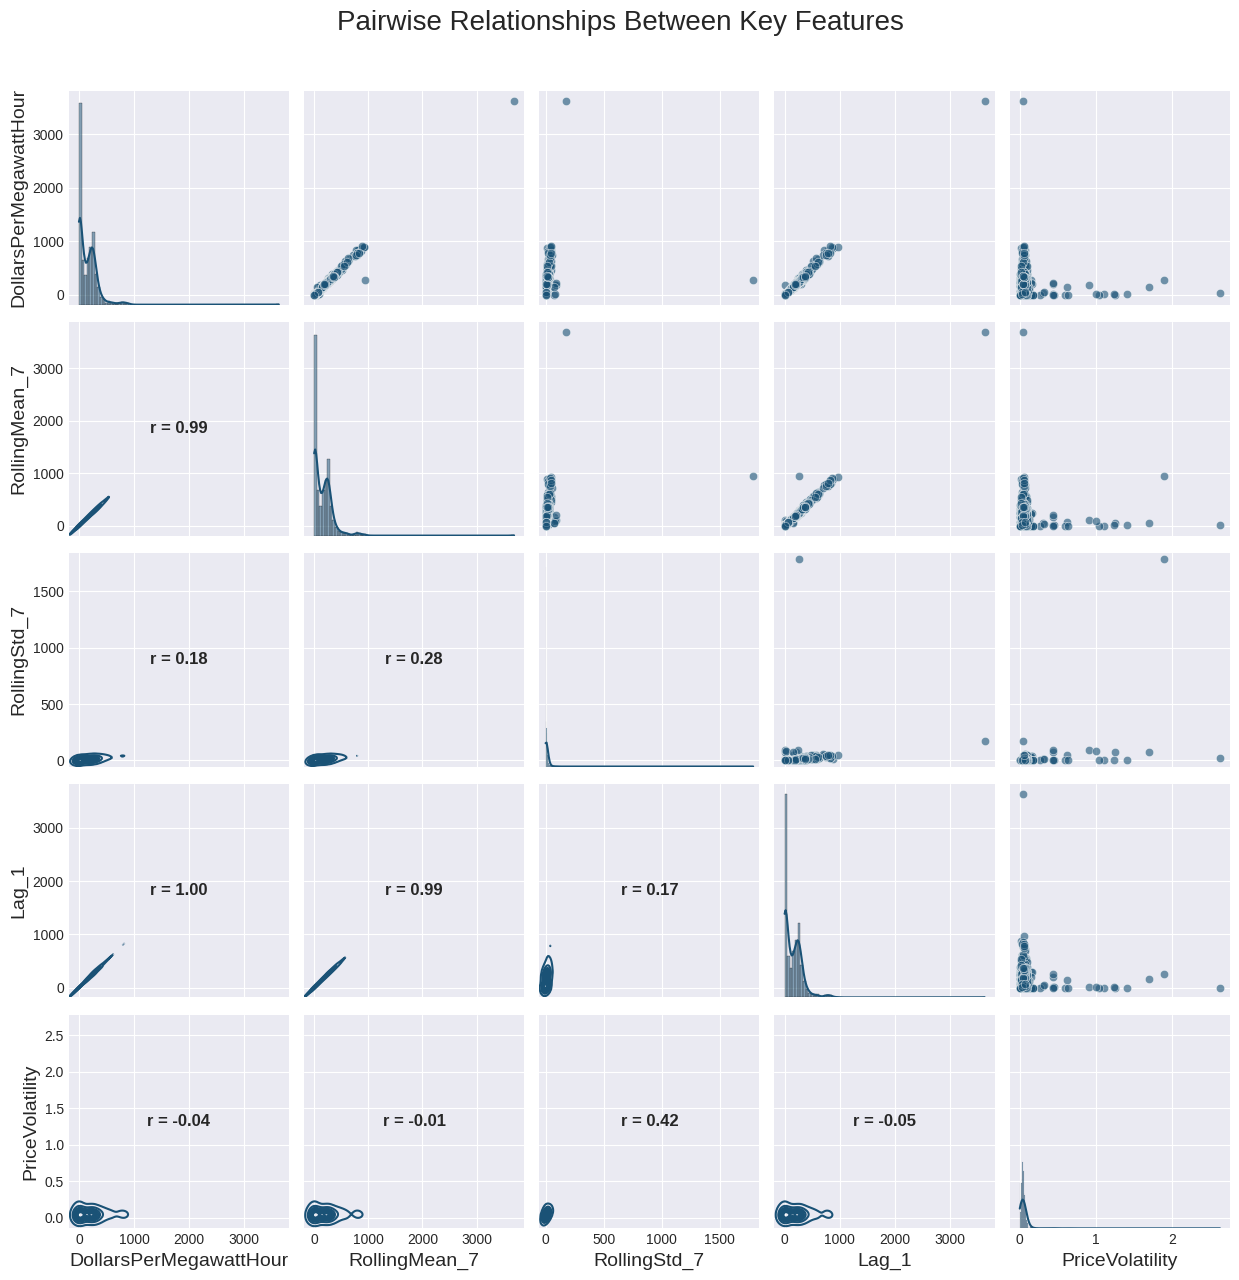 Pairwise Relationships Between Key Features
DollarsPerMegawattHour
3000
2000
1000
0
RollingMean_7
3000
2000
1000
0
r = 0.99
RollingStd_7
1500
1000
500
0
r = 0.18
r = 0.28
Lag_1
3000
2000
1000
0
r = 1.00
r = 0.99
r = 0.17
PriceVolatility
2.5
2.0
1.5
1.0
0.5
0.0
r = -0.04
r = -0.01
r = 0.42
r = -0.05
0 1000 2000 3000
0 1000 2000 3000
0 500 1000 1500
0 1000 2000 3000
0 1 2
DollarsPerMegawattHour
RollingMean_7
RollingStd_7
Lag_1
PriceVolatility